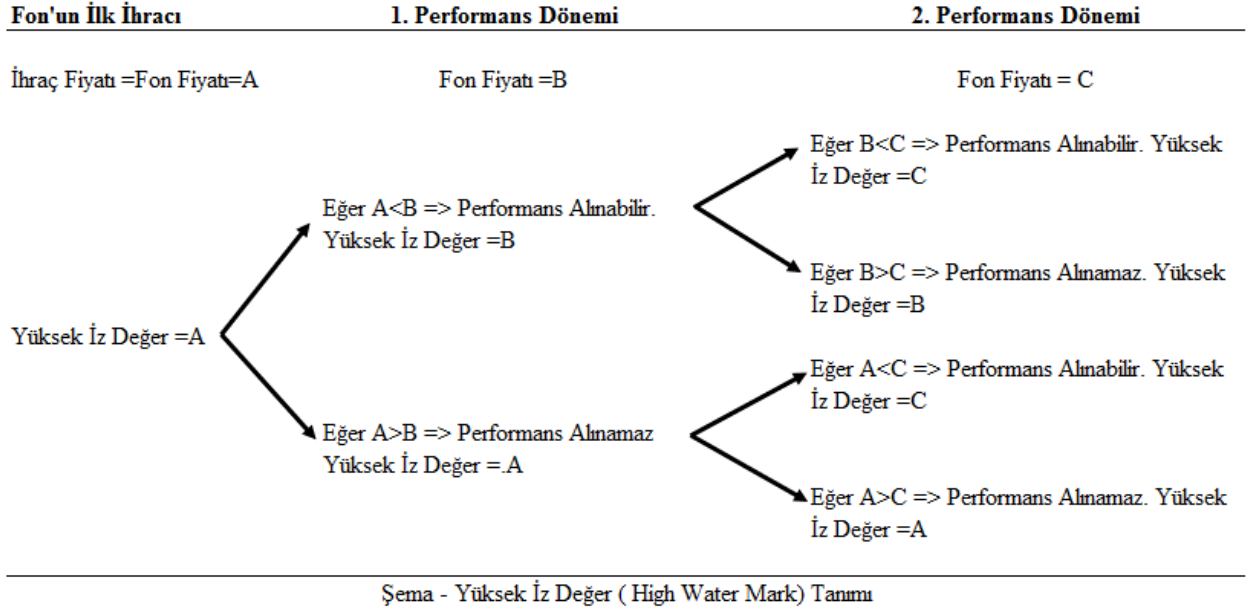 Fon'un İlk İhracı 1. Performans Dönemi 2. Performans Dönemi
İhraç Fiyatı =Fon Fiyatı=A Fon Fiyatı =B Fon Fiyatı = C
Eğer B<C => Performans Alınabilir. Yüksek
İz Değer =C
Eğer A<B => Performans Alınabilir.
Yüksek İz Değer =B
Eğer B>C => Performans Alınamaz. Yüksek
İz Değer =B
Yüksek İz Değer =A
Eğer A<C => Performans Alınabilir. Yüksek
İz Değer =C
Eğer A>B => Performans Alınamaz
Yüksek İz Değer =.A
Eğer A>C => Performans Alınamaz. Yüksek
İz Değer =A
Şema - Yüksek İz Değer ( High Water Mark) Tanımı